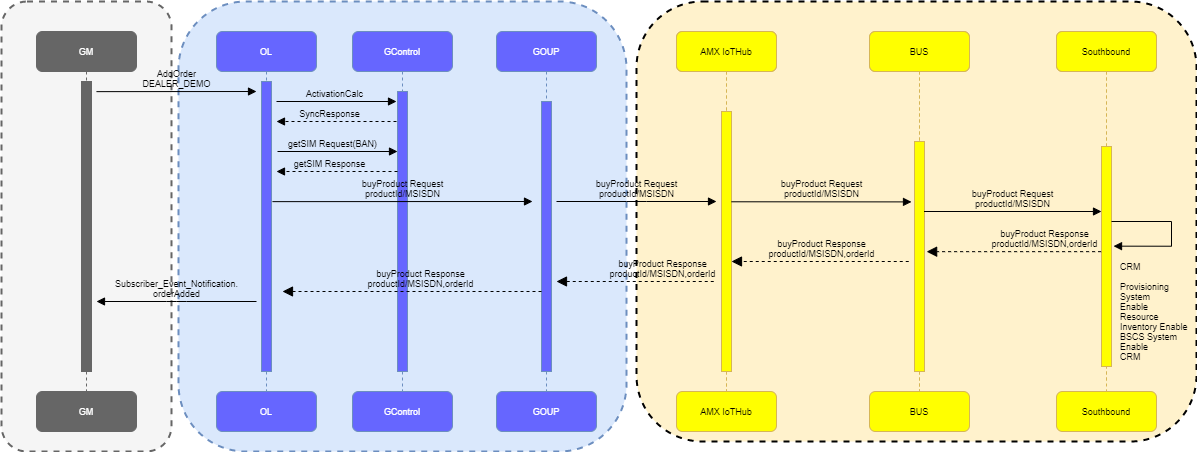 GM
OL
GControl
GOUP
AMX IoTHub
BUS
Southbound
AddOrder
DEALER_DEMO
ActivationCalc
SyncResponse
getSIM Request(BAN)
getSIM Response
buyProduct Request
productId/MSISDN
buyProduct Request
productId/MSISDN
buyProduct Request
productId/MSISDN
buyProduct Request
productId/MSISDN
buyProduct Response
productId/MSISDN,orderId
buyProduct Response
productId/MSISDN,orderId
buyProduct Response
productId/MSISDN,orderId
buyProduct Response
productId/MSISDN,orderId
Subscriber_Event_Notification.
orderAdded
CRM
Provisioning
System
Enable
Resource
Inventory Enable
BSCS System
Enable
CRM
GM
OL
GControl
GOUP
AMX IoTHub
BUS
Southbound